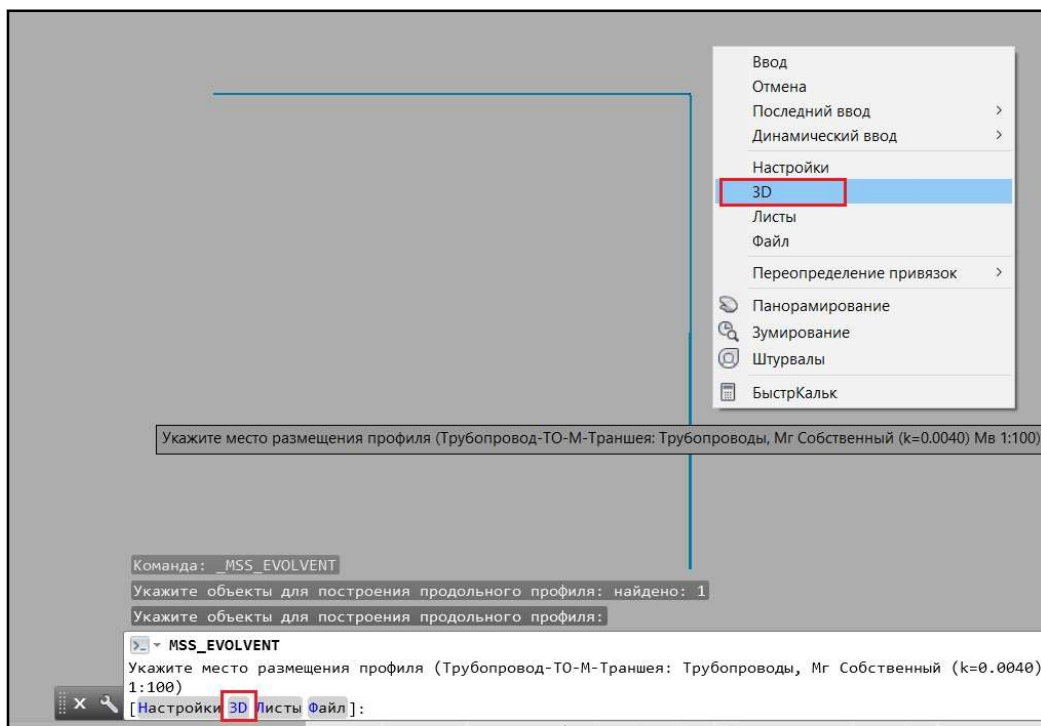 Ввод
Отмена
Последний ввод
Динамический ввод
Настройки
3D
Листы
Файл
Переопределение привязок
Панорамирование
Зумирование
Штурвалы
БыстрКальк
Укажите место размещения профиля (Трубопровод-ТО-М-Траншея: Трубопроводы, Мг Собственный (k=0.0040) Мв 1:100)
Команда: _MSS_EVOLVENT
Укажите объекты для построения продольного профиля: найдено: 1
Укажите объекты для построения продольного профиля:
MSS_EVOLVENT
Укажите место размещения профиля (Трубопровод-ТО-М-Траншея: Трубопроводы, Мг Собственный (k=0.0040)
1:100)
[Настройки 3D Листы Файл]: